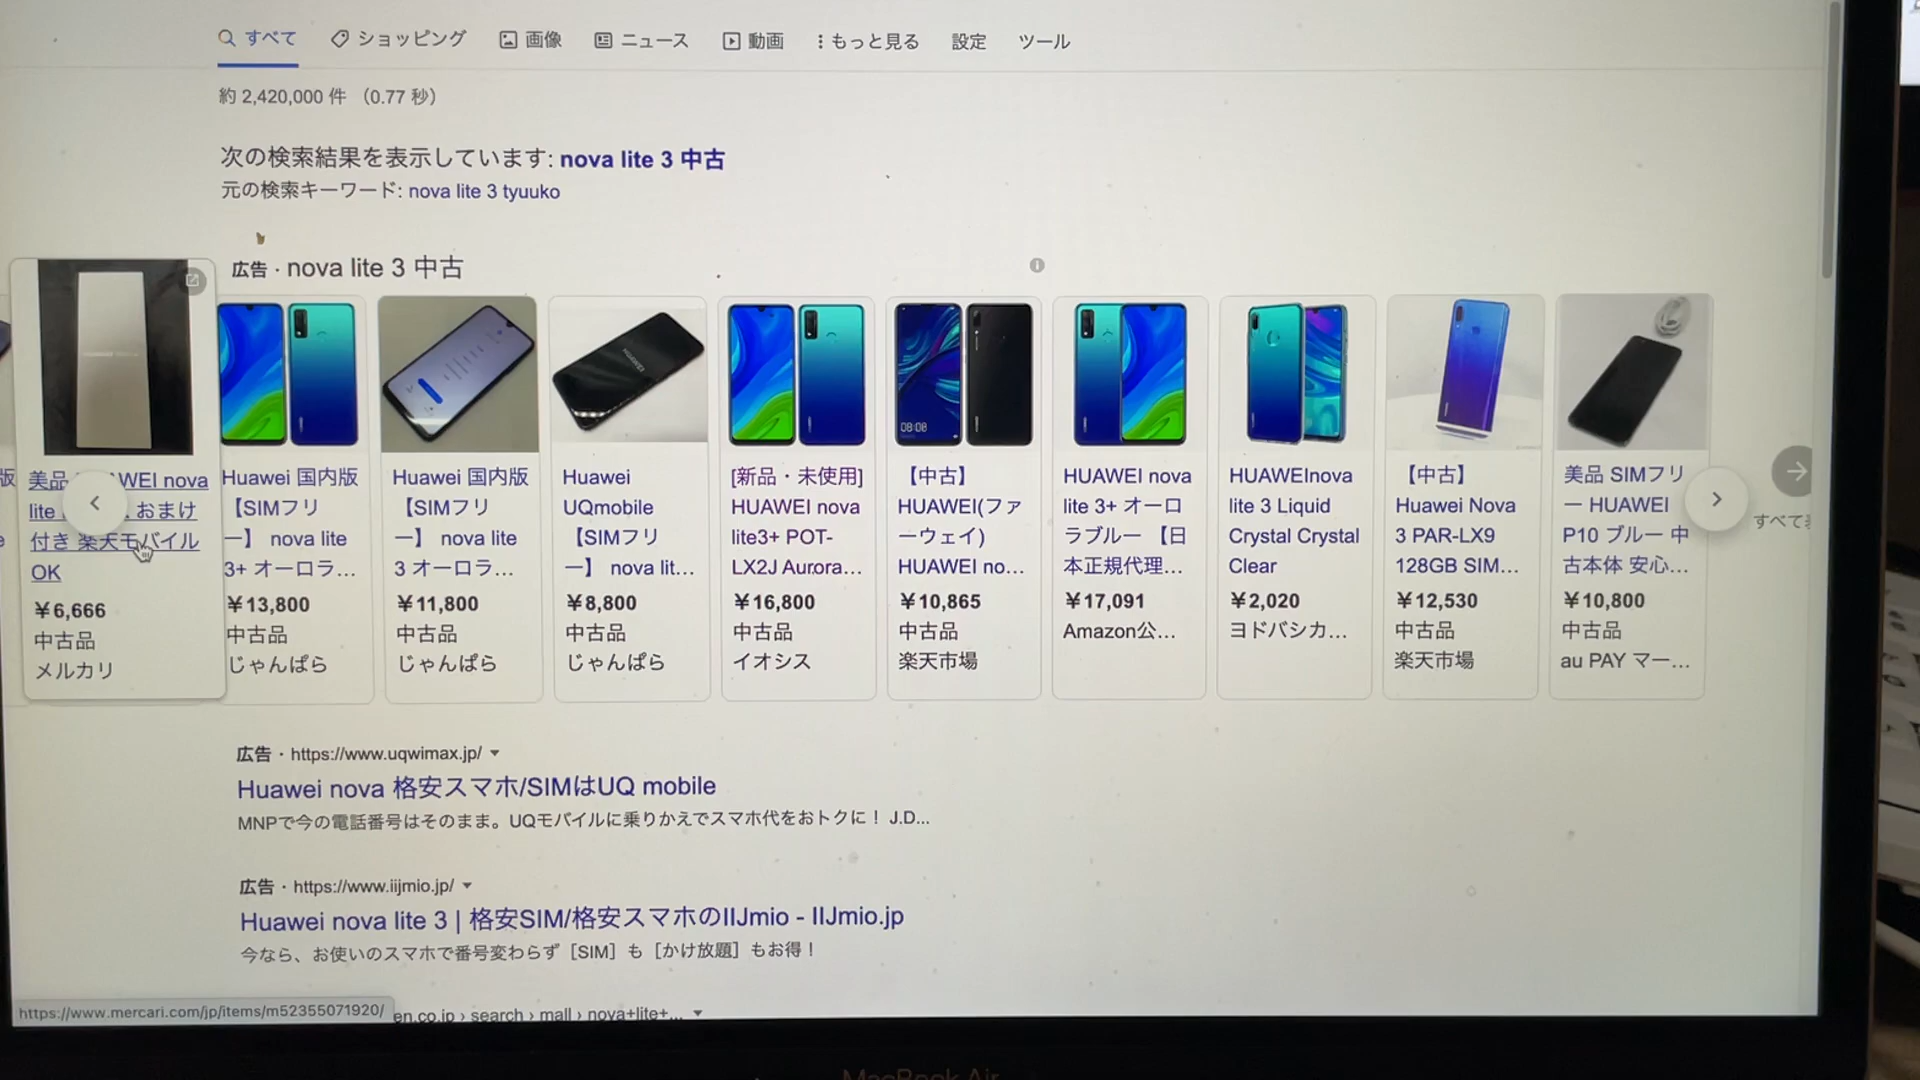 すべて ショッピング 画像 ニュース 動画 もっと見る 設定 ツール
約 2,420,000 件 (0.77 秒)
次の検索結果を表示しています: nova lite 3 中古
元の検索キーワード: nova lite 3 tyuuko
広告・nova lite 3 中古
美品 WEI nova
lite おまけ
付き 楽天モバイル
OK
￥6,666
中古品
メルカリ
Huawei 国内版
【SIMフリ
ー】 nova lite
3+ オーロラ...
￥13,800
中古品
じゃんぱら
Huawei 国内版
【SIMフリ
ー】 nova lite
3 オーロラ...
￥11,800
中古品
じゃんぱら
HUAWEI
Huawei
UQmobile
【SIMフリ
ー】 nova lit...
￥8,800
中古品
じゃんぱら
[新品・未使用]
HUAWEI nova
lite3+ POT-
LX2J Aurora...
￥16,800
中古品
イオシス
08:08
【中古】
HUAWEI(ファ
ーウェイ)
HUAWEI no...
￥10,865
中古品
楽天市場
HUAWEI nova
lite 3+ オーロ
ラブルー 【日
本正規代理...
￥17,091
Amazon公...
HUAWEInova
lite 3 Liquid
Crystal Crystal
Clear
￥2,020
ヨドバシカ...
【中古】
Huawei Nova
3 PAR-LX9
128GB SIM...
￥12,530
中古品
楽天市場
美品 SIMフリ
ー HUAWEI
P10 ブルー 中
古本体 安心...
￥10,800
中古品
au PAY マー...
すべて
広告・https://www.uqwimax.jp/
Huawei nova 格安スマホ/SIMはUQ mobile
MNPで今の電話番号はそのまま。UQモバイルに乗りかえでスマホ代をおトクに！ J.D...
広告・https://www.iijmio.jp/
Huawei nova lite 3 | 格安SIM/格安スマホのIIJmio - IIJmio.jp
今なら、お使いのスマホで番号変わらず［SIM］も［かけ放題］もお得！
https://www.mercari.com/jp/items/m52355071920/
en.co.jp › search › mall › nova+lite+...
MacBook Air